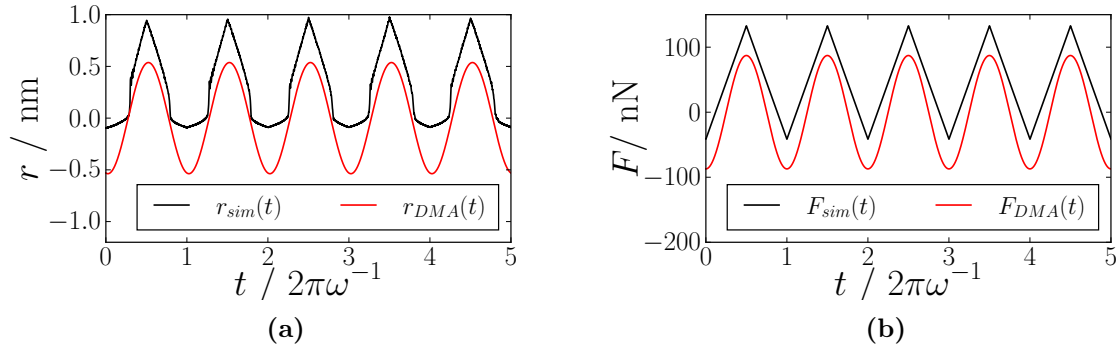 1.0
0.5
0.0
−0.5
−1.0
r / nm
r_sim(t)
r_DMA(t)
0 1 2 3 4 5
t / 2πω⁻¹
(a)
100
0
−100
−200
F/ nN
F_sim(t)
F_DMA(t)
0 1 2 3 4 5
t / 2πω⁻¹
(b)